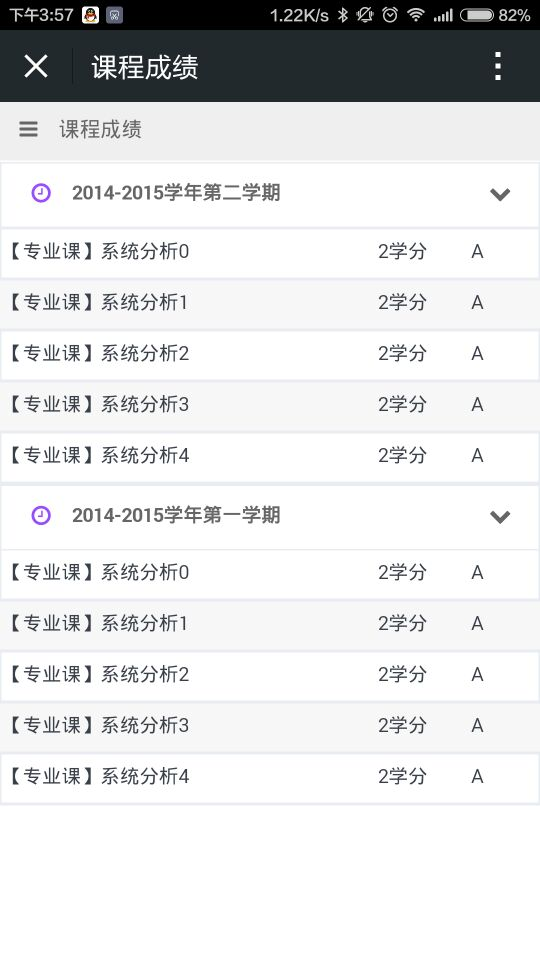 下午3:57 1.22K/s 82%
课程成绩
课程成绩
2014-2015学年第二学期
【专业课】系统分析0 2学分 A
【专业课】系统分析1 2学分 A
【专业课】系统分析2 2学分 A
【专业课】系统分析3 2学分 A
【专业课】系统分析4 2学分 A
2014-2015学年第一学期
【专业课】系统分析0 2学分 A
【专业课】系统分析1 2学分 A
【专业课】系统分析2 2学分 A
【专业课】系统分析3 2学分 A
【专业课】系统分析4 2学分 A